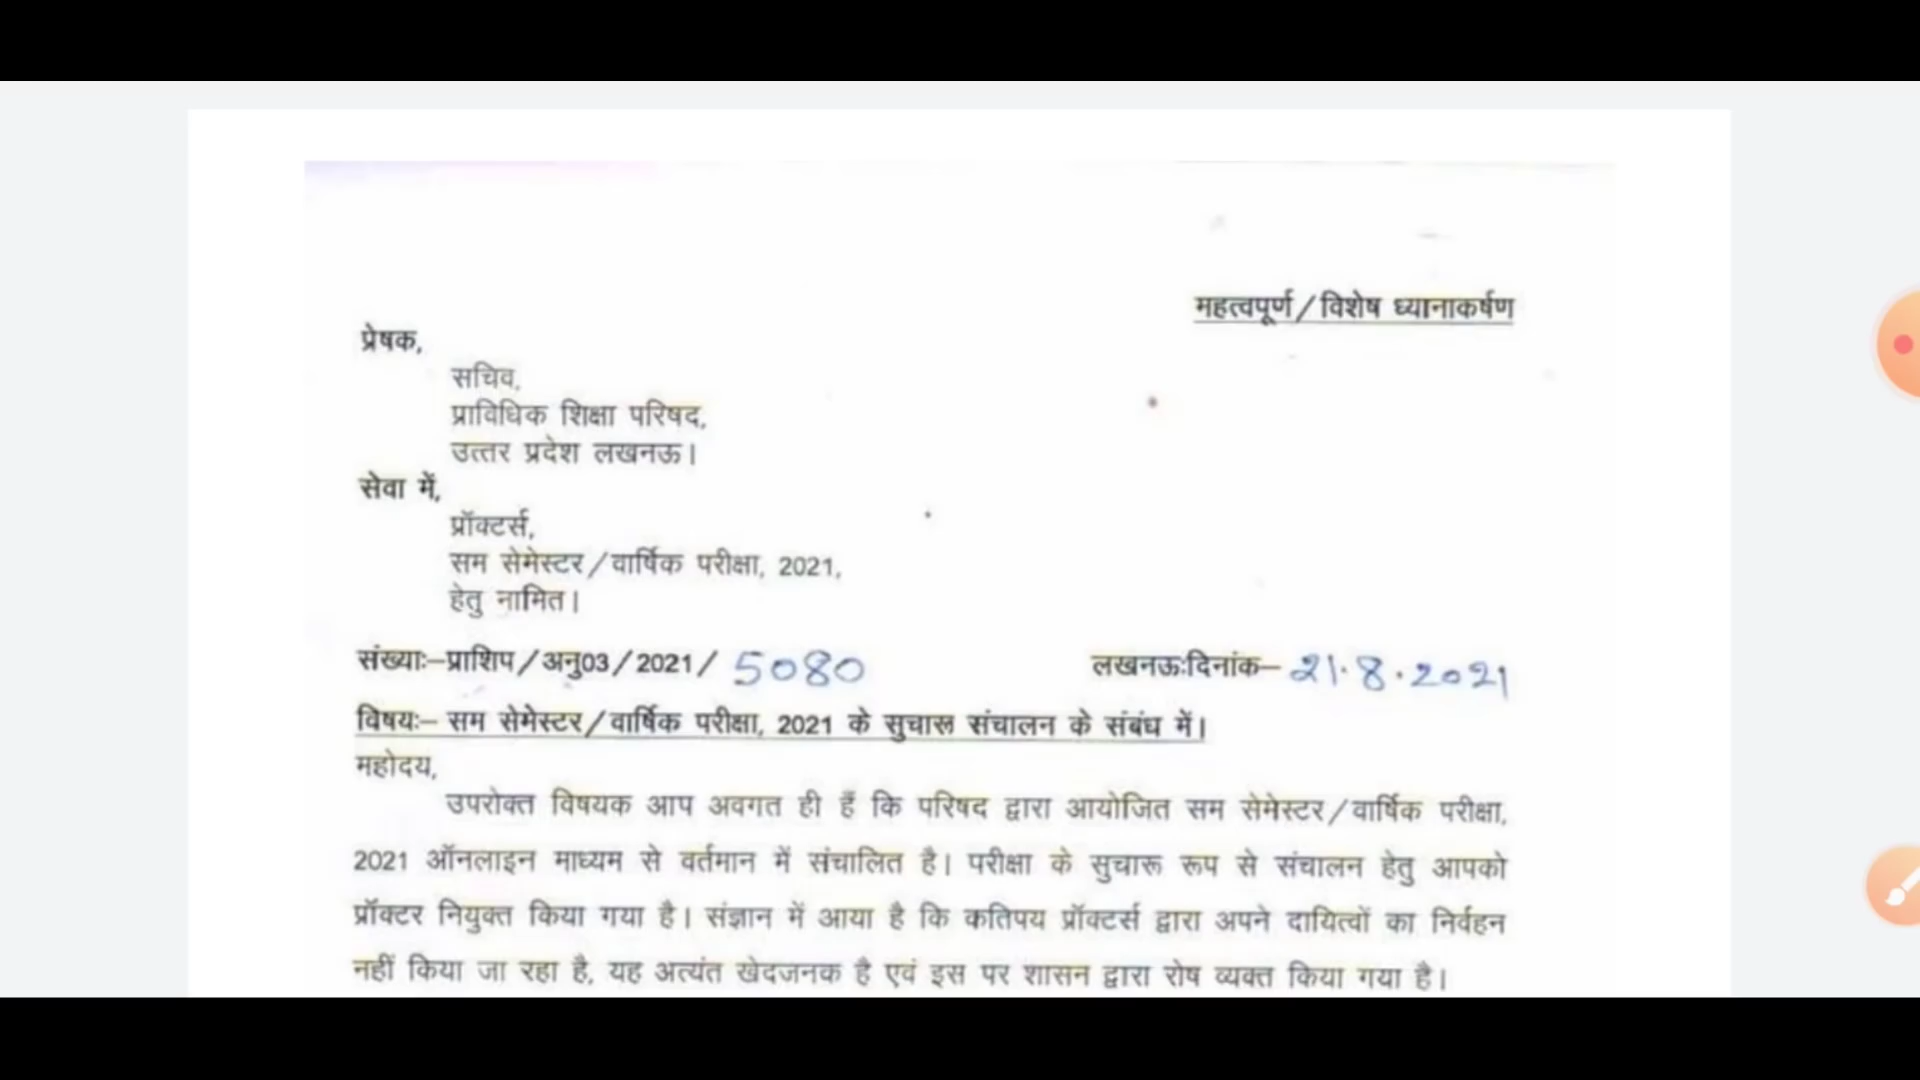 महत्वपूर्ण/विशेष ध्यानाकर्षण
प्रेषक,
सचिव,
प्राविधिक शिक्षा परिषद,
उत्तर प्रदेश लखनऊ।
सेवा में,
प्रॉक्टर्स,
सम सेमेस्टर/वार्षिक परीक्षा, 2021,
हेतु नामित।
संख्याः–प्राशिप/अनु03/2021/ 5080 लखनऊःदिनांक– 21.8.2021
विषयः– सम सेमेस्टर/वार्षिक परीक्षा, 2021 के सुचारू संचालन के संबंध में।
महोदय,
उपरोक्त विषयक आप अवगत ही हैं कि परिषद द्वारा आयोजित सम सेमेस्टर/वार्षिक परीक्षा,
2021 ऑनलाइन माध्यम से वर्तमान में संचालित है। परीक्षा के सुचारू रूप से संचालन हेतु आपको
प्रॉक्टर नियुक्त किया गया है। संज्ञान में आया है कि कतिपय प्रॉक्टर्स द्वारा अपने दायित्वों का निर्वहन
नहीं किया जा रहा है, यह अत्यंत खेदजनक है एवं इस पर शासन द्वारा रोष व्यक्त किया गया है।